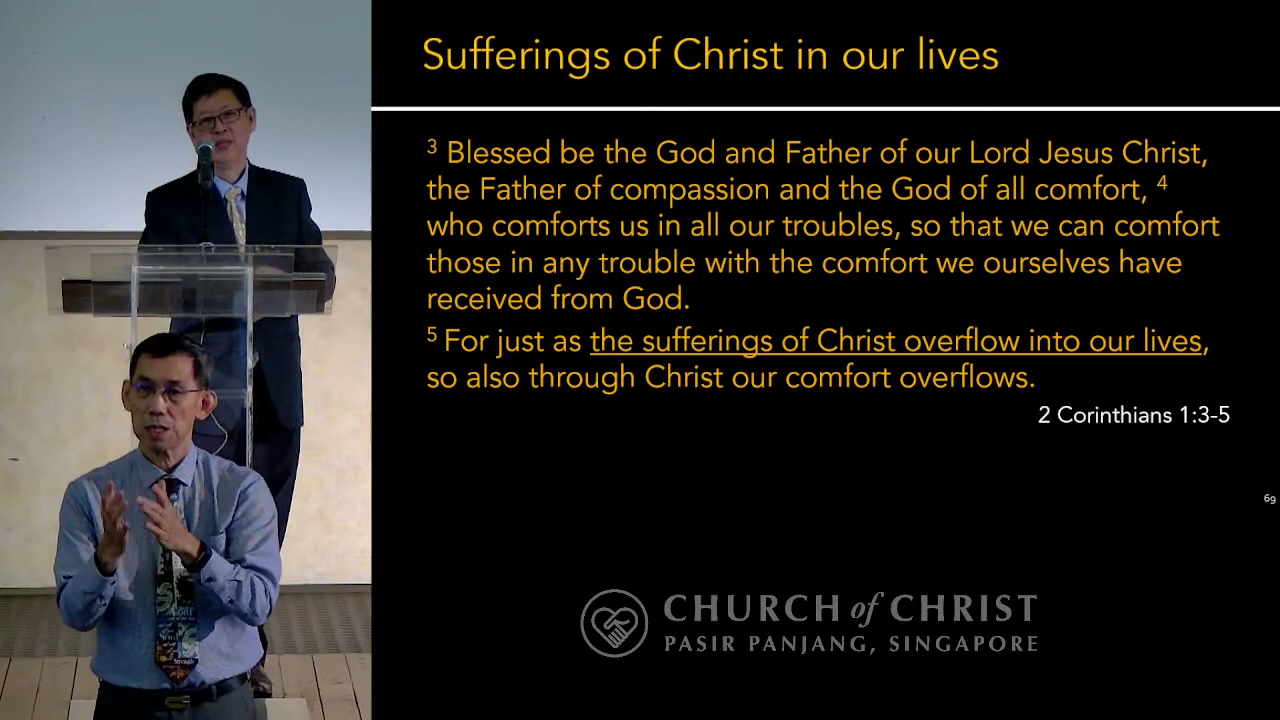 Sufferings of Christ in our lives
3 Blessed be the God and Father of our Lord Jesus Christ,
the Father of compassion and the God of all comfort, 4
who comforts us in all our troubles, so that we can comfort
those in any trouble with the comfort we ourselves have
received from God.
5 For just as the sufferings of Christ overflow into our lives,
so also through Christ our comfort overflows.
2 Corinthians 1:3-5
69
CHURCH of CHRIST
PASIR PANJANG, SINGAPORE